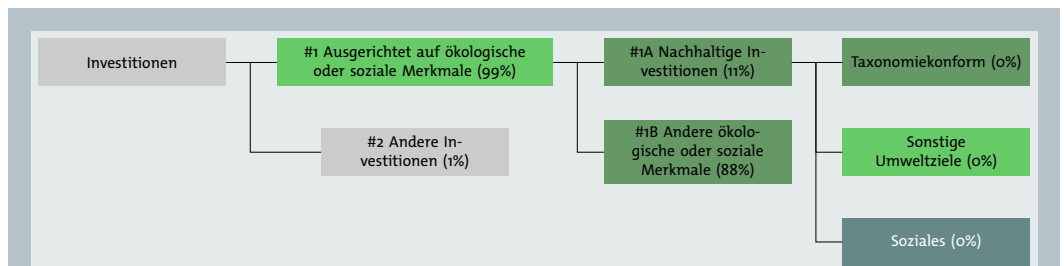 Investitionen
#1 Ausgerichtet auf ökologische
oder soziale Merkmale (99%)
#2 Andere In-
vestitionen (1%)
#1A Nachhaltige In-
vestitionen (11%)
#1B Andere ökolo-
gische oder soziale
Merkmale (88%)
Taxonomiekonform (0%)
Sonstige
Umweltziele (0%)
Soziales (0%)